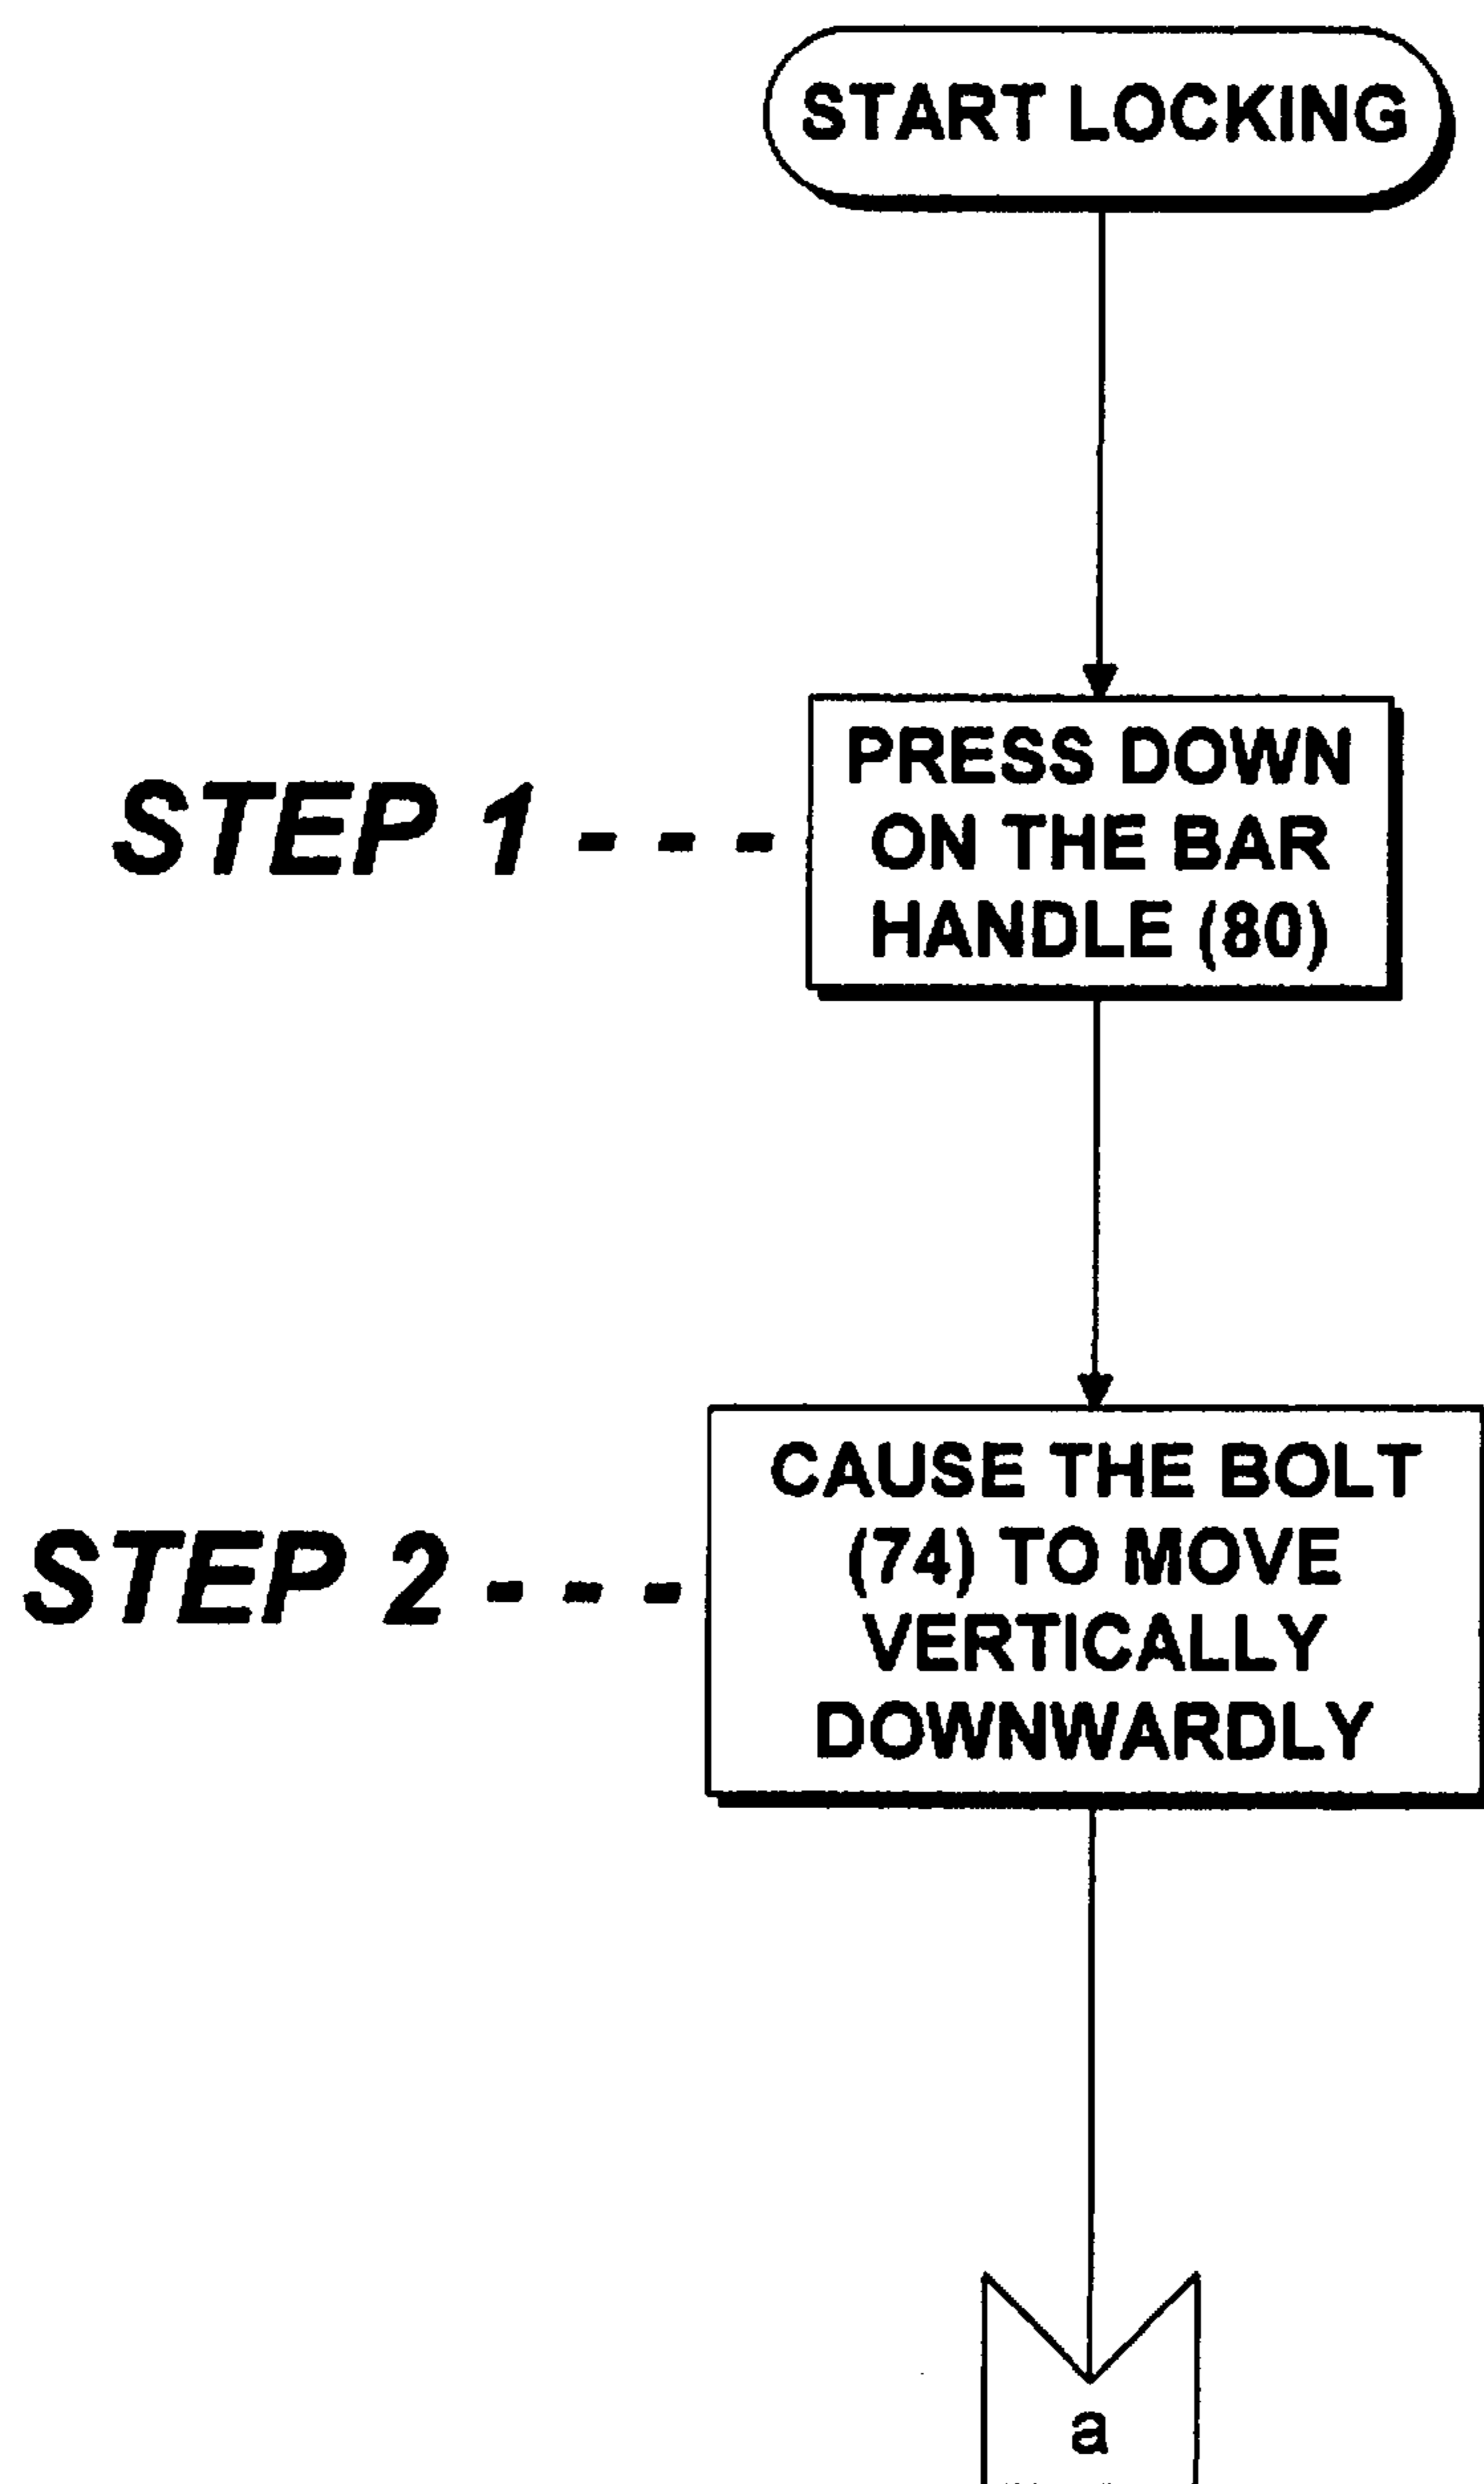 START LOCKING
STEP 1 - - -
PRESS DOWN
ON THE BAR
HANDLE (80)
STEP 2 - - -
CAUSE THE BOLT
(74) TO MOVE
VERTICALLY
DOWNWARDLY
a